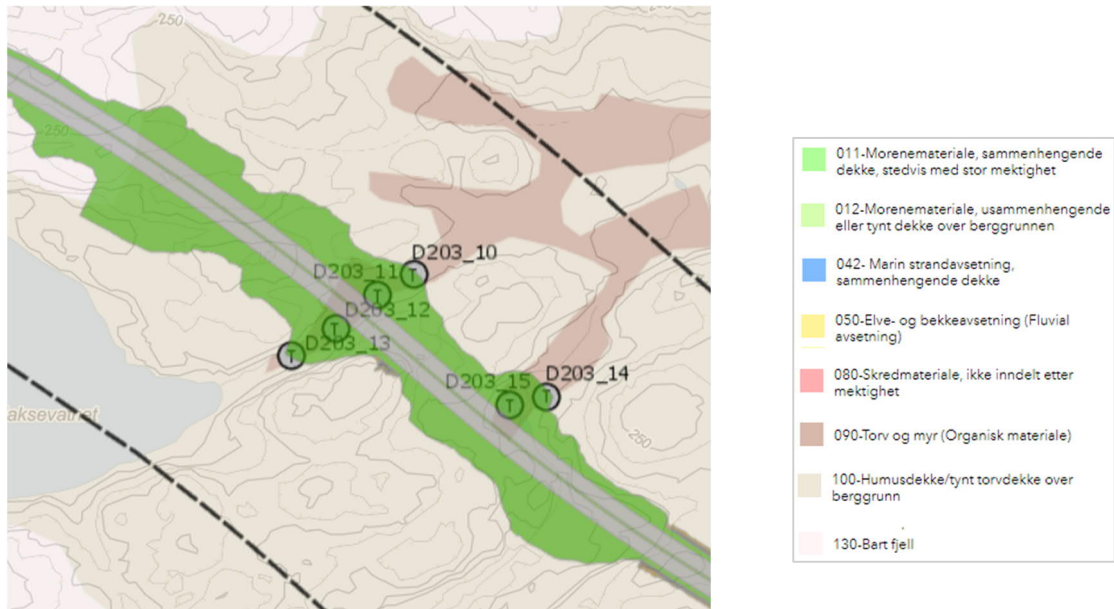 250
250
D203_10
D203_11
D203_12
D203_13
D203_14
D203_15
250
aksevatnet
T
T
T
T
T
T
011-Morenemateriale, sammenhengende
dekke, stedvis med stor mektighet
012-Morenemateriale, usammenhengende
eller tynt dekke over berggrunnen
042- Marin strandavsetning,
sammenhengende dekke
050-Elve- og bekkeavsetning (Fluvial
avsetning)
080-Skredmateriale, ikke inndelt etter
mektighet
090-Torv og myr (Organisk materiale)
100-Humusdekke/tynt torvdekke over
berggrunn
130-Bart fjell